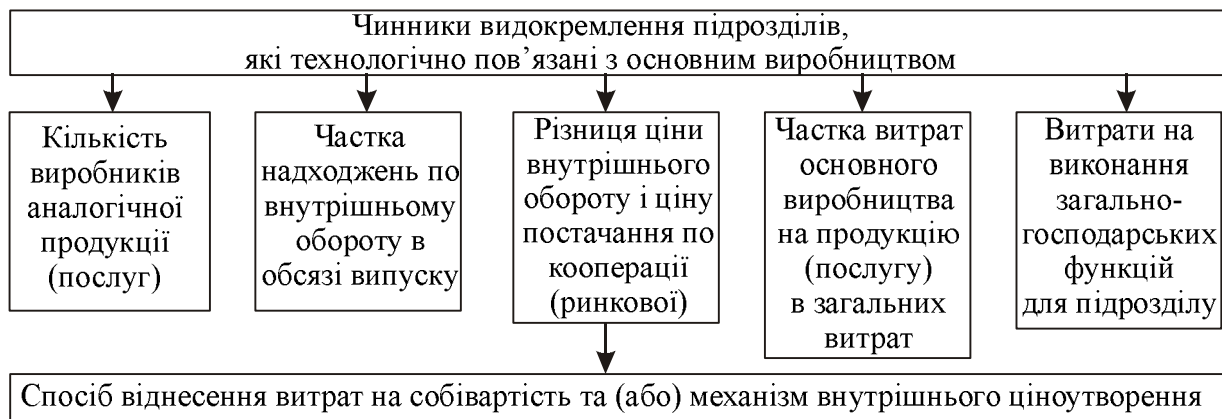 Чинники видокремлення підрозділів,
які технологічно пов’язані з основним виробництвом
Кількість
виробників
аналогічної
продукції
(послуг)
Частка
надходжень по
внутрішньому
обороту в
обсязі випуску
Різниця ціни
внутрішнього
обороту і ціну
постачання по
кооперації
(ринкової)
Частка витрат
основного
виробництва
на продукцію
(послугу)
в загальних
витрат
Витрати на
виконання
загально-
господарських
функцій
для підрозділу
Спосіб віднесення витрат на собівартість та (або) механізм внутрішнього ціноутворення